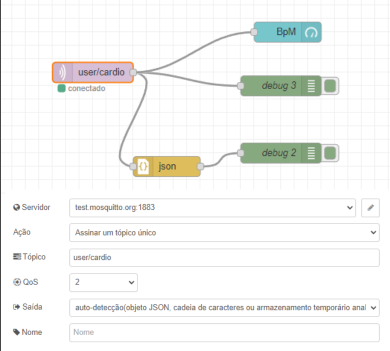 BpM
user/cardio
conectado
debug 3
debug 2
{} json
Servidor test.mosquitto.org:1883
Ação Assinar um tópico único
Tópico user/cardio
QoS 2
Saída auto-detecção(objeto JSON, cadeia de caracteres ou armazenamento temporário anal
Nome Nome